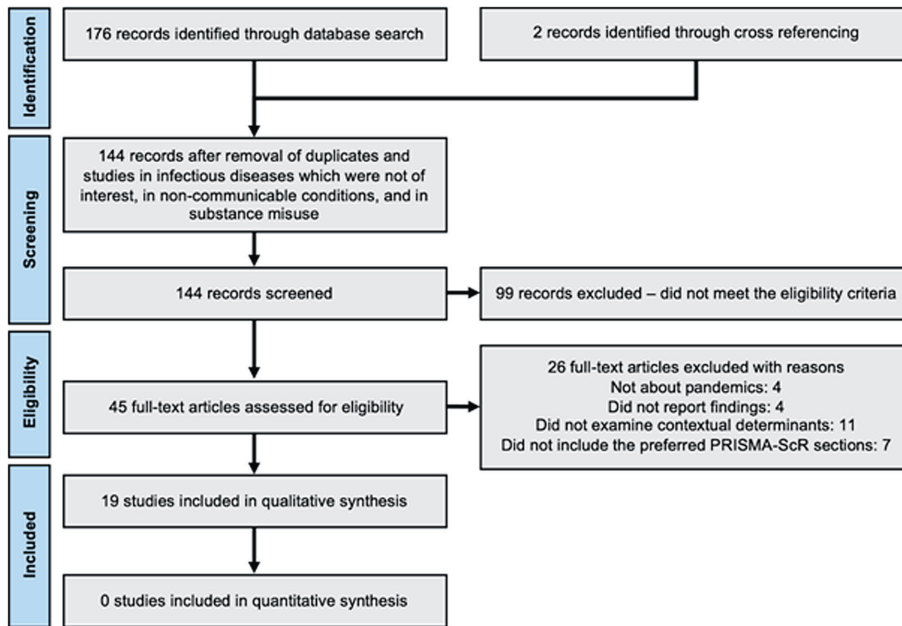 Identification
176 records identified through database search
2 records identified through cross referencing
Screening
144 records after removal of duplicates and
studies in infectious diseases which were not of
interest, in non-communicable conditions, and in
substance misuse
144 records screened
99 records excluded – did not meet the eligibility criteria
Eligibility
45 full-text articles assessed for eligibility
26 full-text articles excluded with reasons
Not about pandemics: 4
Did not report findings: 4
Did not examine contextual determinants: 11
Did not include the preferred PRISMA-ScR sections: 7
Included
19 studies included in qualitative synthesis
0 studies included in quantitative synthesis